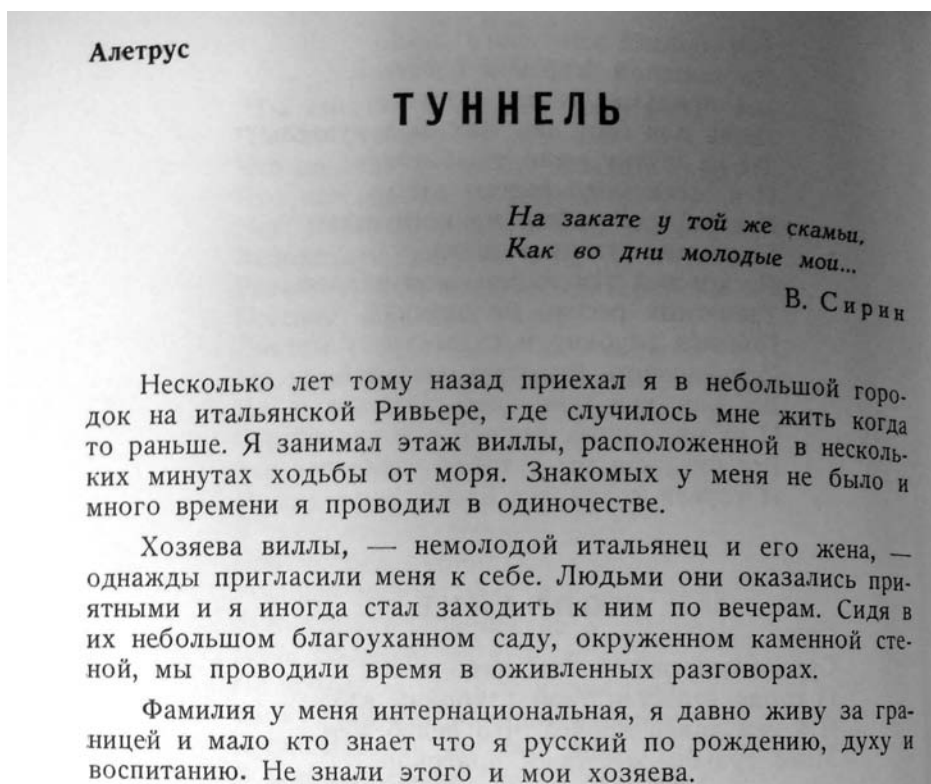 Алетрус
ТУННЕЛЬ
На закате у той же скамьи,
Как во дни молодые мои...
В. Сирин
Несколько лет тому назад приехал я в небольшой горо-
док на итальянской Ривьере, где случилось мне жить когда
то раньше. Я занимал этаж виллы, расположенной в несколь-
ких минутах ходьбы от моря. Знакомых у меня не было и
много времени я проводил в одиночестве.
Хозяева виллы, — немолодой итальянец и его жена, —
однажды пригласили меня к себе. Людьми они оказались при-
ятными и я иногда стал заходить к ним по вечерам. Сидя в
их небольшом благоуханном саду, окруженном каменной сте-
ной, мы проводили время в оживленных разговорах.
Фамилия у меня интернациональная, я давно живу за гра-
ницей и мало кто знает что я русский по рождению, духу и
воспитанию. Не знали этого и мои хозяева.